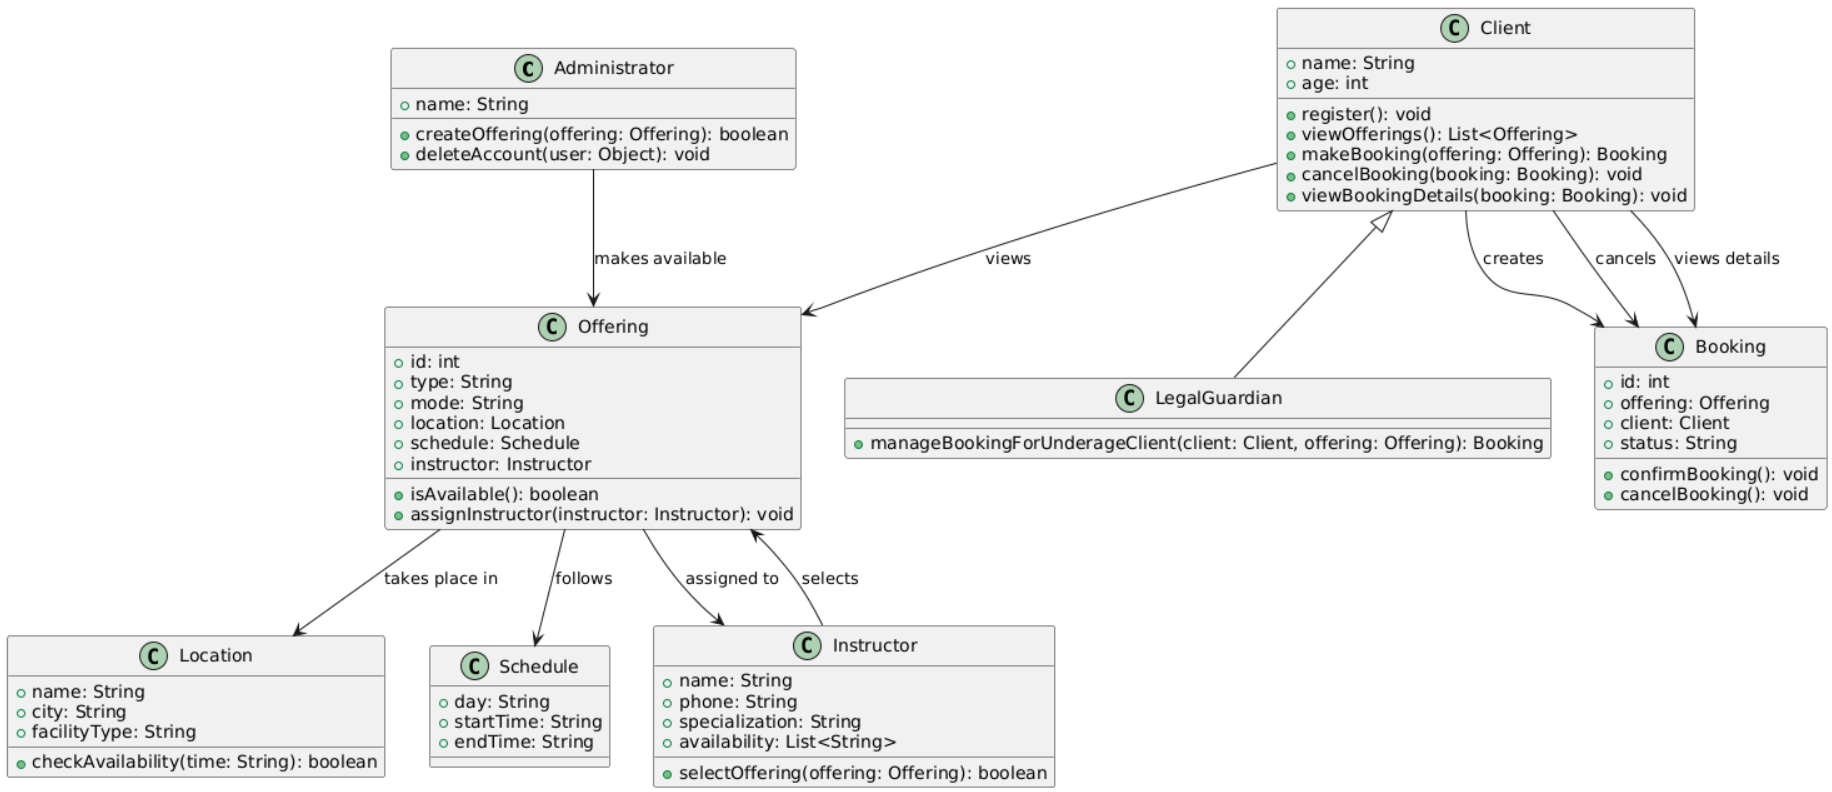 C Administrator
name: String
createOffering(offering: Offering): boolean
deleteAccount(user: Object): void
C Client
name: String
age: int
register(): void
viewOfferings(): List<Offering>
makeBooking(offering: Offering): Booking
cancelBooking(booking: Booking): void
viewBookingDetails(booking: Booking): void
makes available
views
creates
cancels
views details
C Offering
id: int
type: String
mode: String
location: Location
schedule: Schedule
instructor: Instructor
isAvailable(): boolean
assignInstructor(instructor: Instructor): void
C LegalGuardian
manageBookingForUnderageClient(client: Client, offering: Offering): Booking
C Booking
id: int
offering: Offering
client: Client
status: String
confirmBooking(): void
cancelBooking(): void
takes place in
follows
assigned to
selects
C Location
name: String
city: String
facilityType: String
checkAvailability(time: String): boolean
C Schedule
day: String
startTime: String
endTime: String
C Instructor
name: String
phone: String
specialization: String
availability: List<String>
selectOffering(offering: Offering): boolean